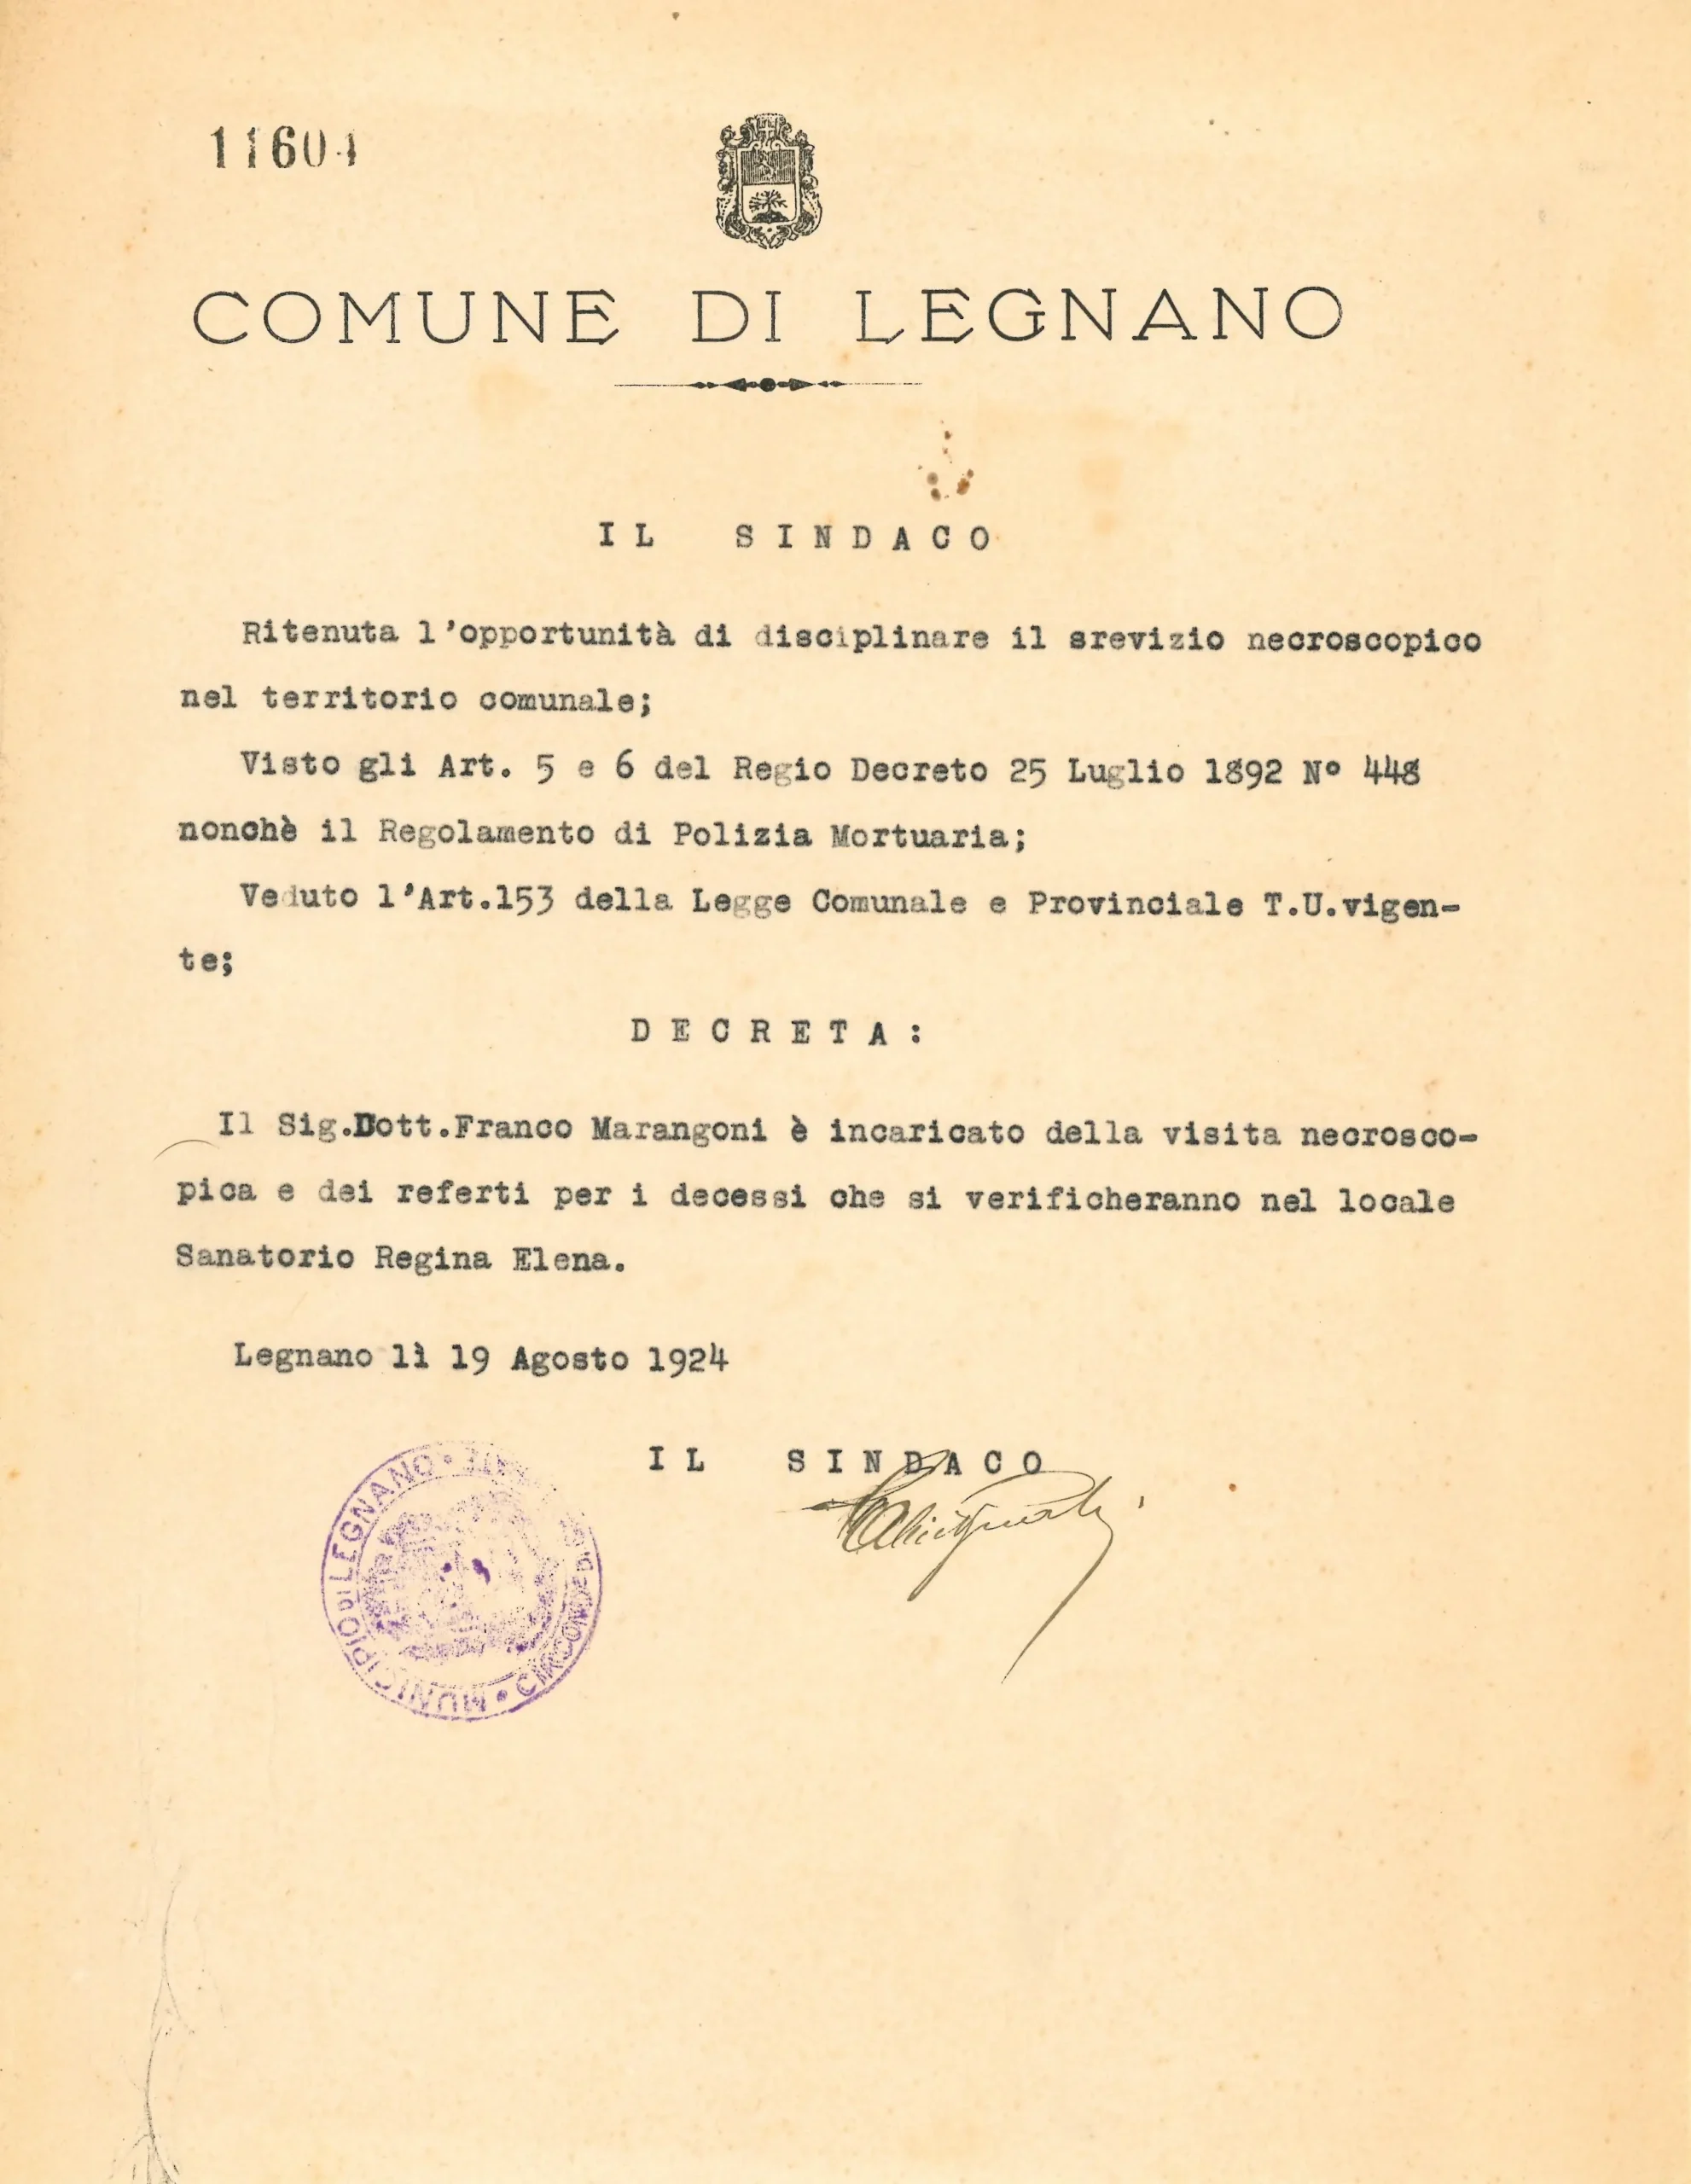 11604
COMUNE DI LEGNANO
IL SINDACO
Ritenuta l'opportunità di disciplinare il srevizio necroscopico
nel territorio comunale;
Visto gli Art. 5 e 6 del Regio Decreto 25 Luglio 1892 N° 448
nonchè il Regolamento di Polizia Mortuaria;
Veduto l'Art.153 della Legge Comunale e Provinciale T.U.vigen-
te;
DECRETA:
Il Sig.Dott.Franco Marangoni è incaricato della visita necrosco-
pica e dei referti per i decessi che si verificheranno nel locale
Sanatorio Regina Elena.
Legnano lì 19 Agosto 1924
IL SINDACO
MUNICIPIO DI LEGNANO